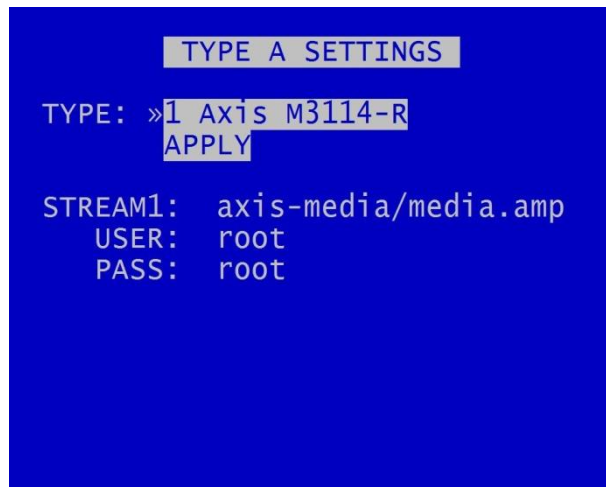 TYPE A SETTINGS
TYPE: »1 Axis M3114-R
APPLY
STREAM1: axis-media/media.amp
USER: root
PASS: root